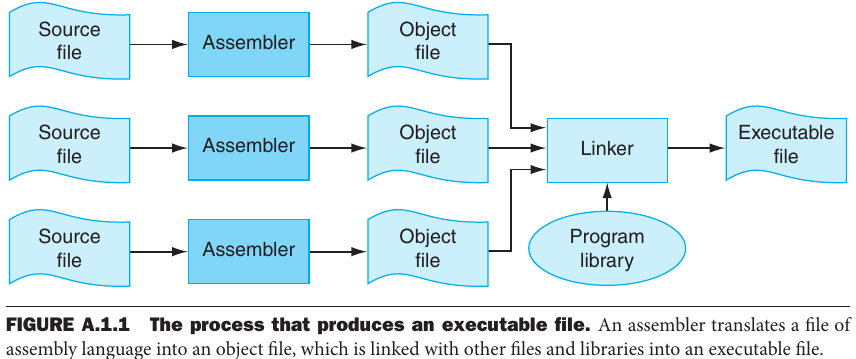 Source
file
Assembler
Object
file
Source
file
Assembler
Object
file
Linker
Executable
file
Source
file
Assembler
Object
file
Program
library
FIGURE A.1.1 The process that produces an executable file. An assembler translates a file of
assembly language into an object file, which is linked with other files and libraries into an executable file.